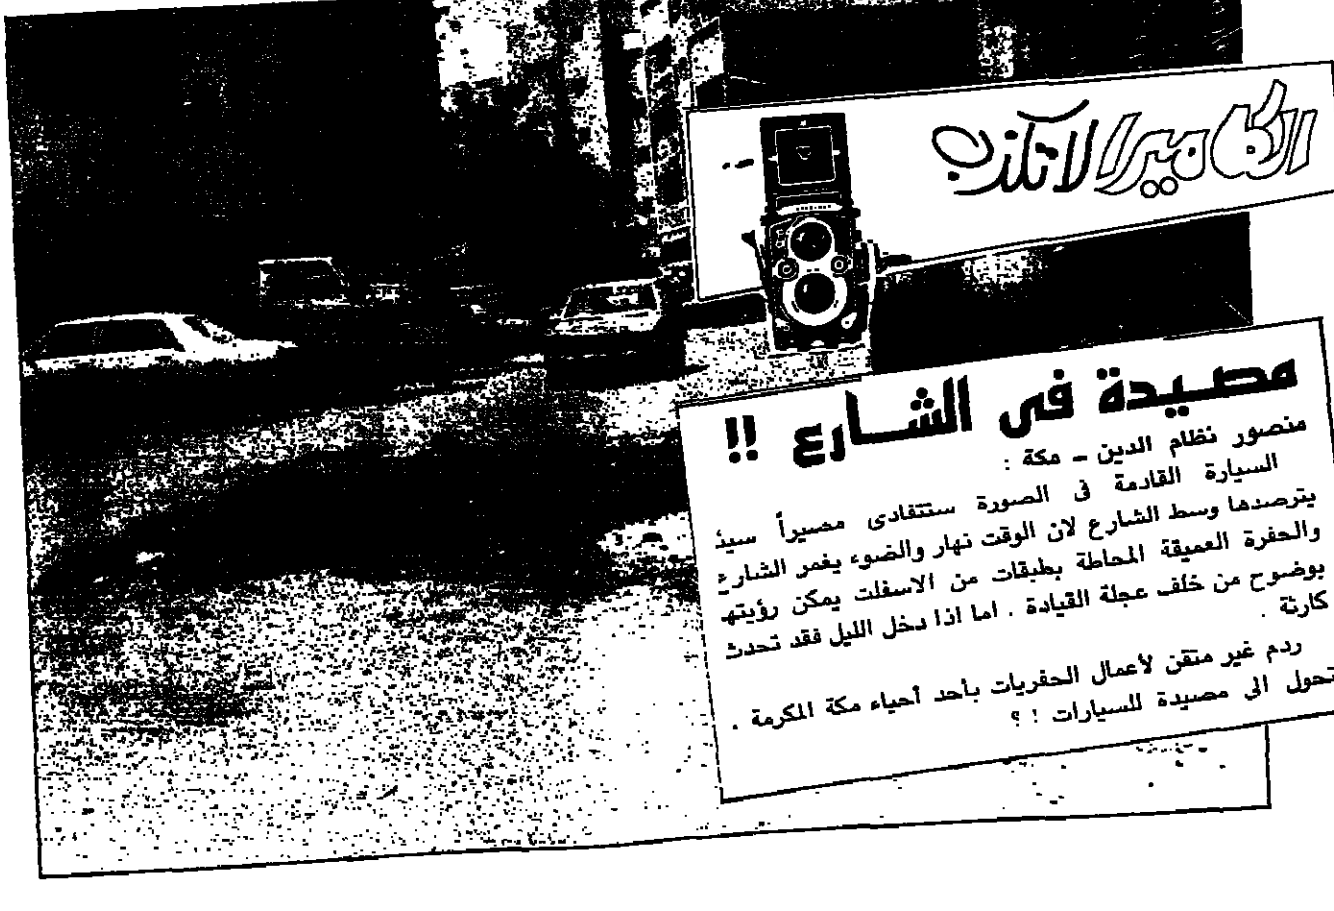 الكاميرا لا تكذب
مصيدة فى الشارع !!
منصور نظام الدين - مكة :
السيارة القادمة فى الصورة ستتفادى مصيراً سيئ
يترصدها وسط الشارع لان الوقت نهار والضوء يغمر الشارع
والحفرة العميقة المحاطة بطبقات من الاسفلت يمكن رؤيته
بوضوح من خلف عجلة القيادة . اما اذا دخل الليل فقد تحدث
كارثة .
ردم غير متقن لأعمال الحفريات بأحد أحياء مكة المكرمة .
تحول الى مصيدة للسيارات ! ؟